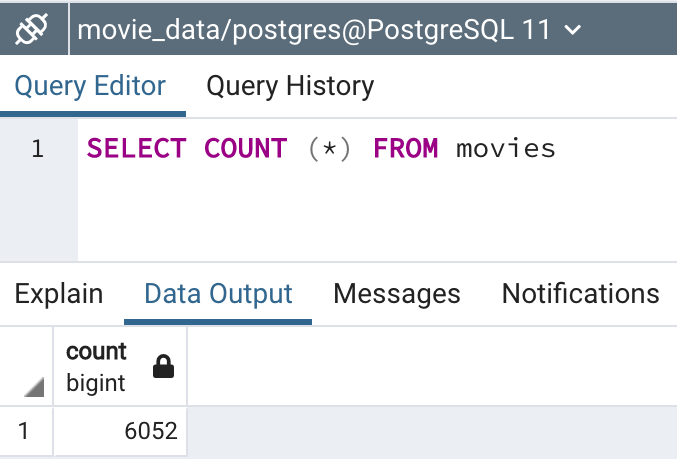 movie_data/postgres@PostgreSQL 11
Query Editor Query History
1 SELECT COUNT (*) FROM movies
Explain Data Output Messages Notifications
count
bigint
1 6052